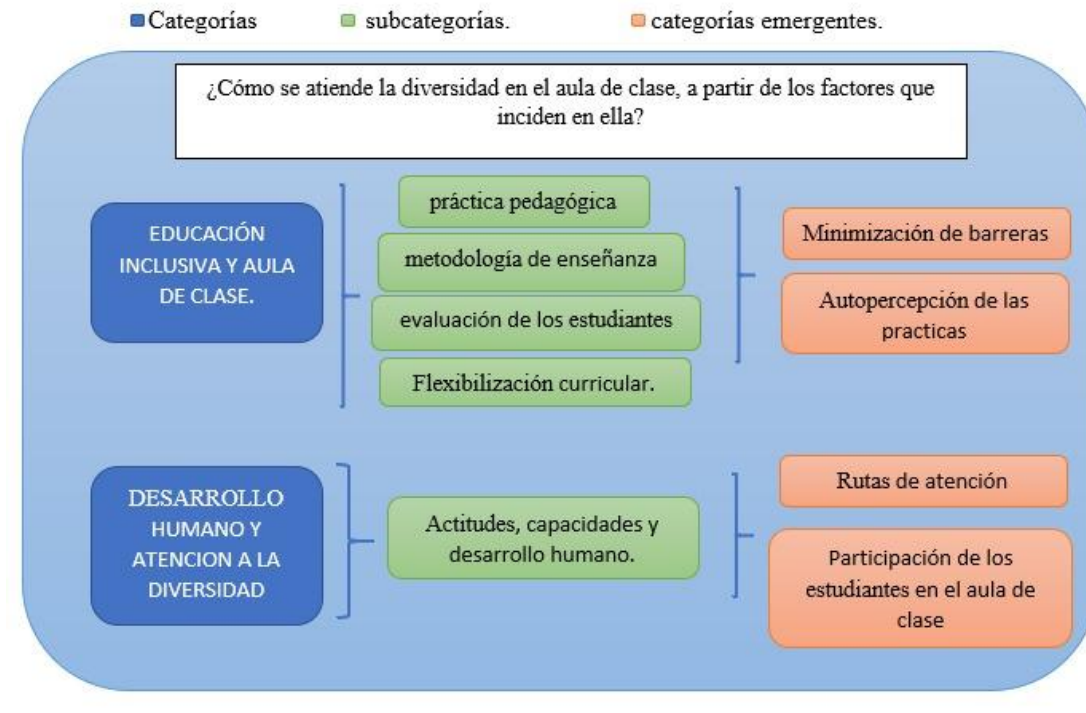 Categorías subcategorías. categorías emergentes.
¿Cómo se atiende la diversidad en el aula de clase, a partir de los factores que
inciden en ella?
EDUCACIÓN
INCLUSIVA Y AULA
DE CLASE.
práctica pedagógica
metodología de enseñanza
evaluación de los estudiantes
Flexibilización curricular.
Minimización de barreras
Autopercepción de las
practicas
DESARROLLO
HUMANO Y
ATENCION A LA
DIVERSIDAD
Actitudes, capacidades y
desarrollo humano.
Rutas de atención
Participación de los
estudiantes en el aula de
clase